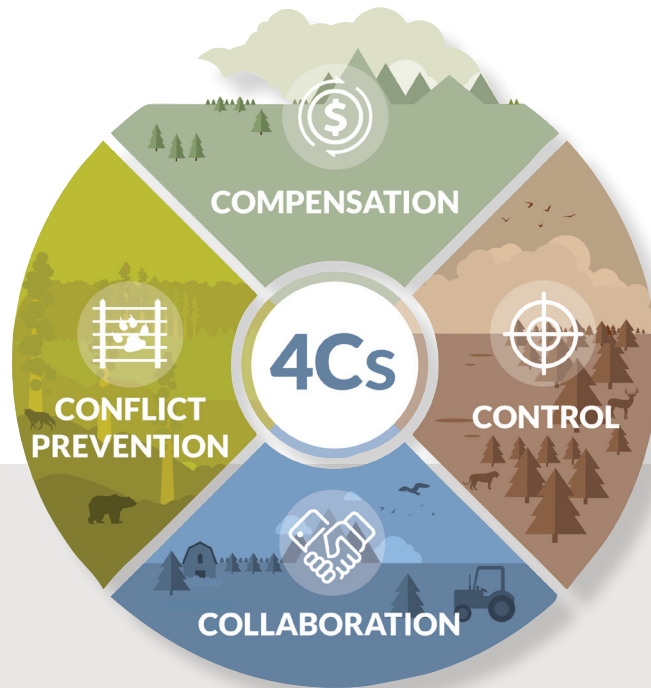 $
COMPENSATION
4Cs
CONFLICT
PREVENTION
CONTROL
COLLABORATION